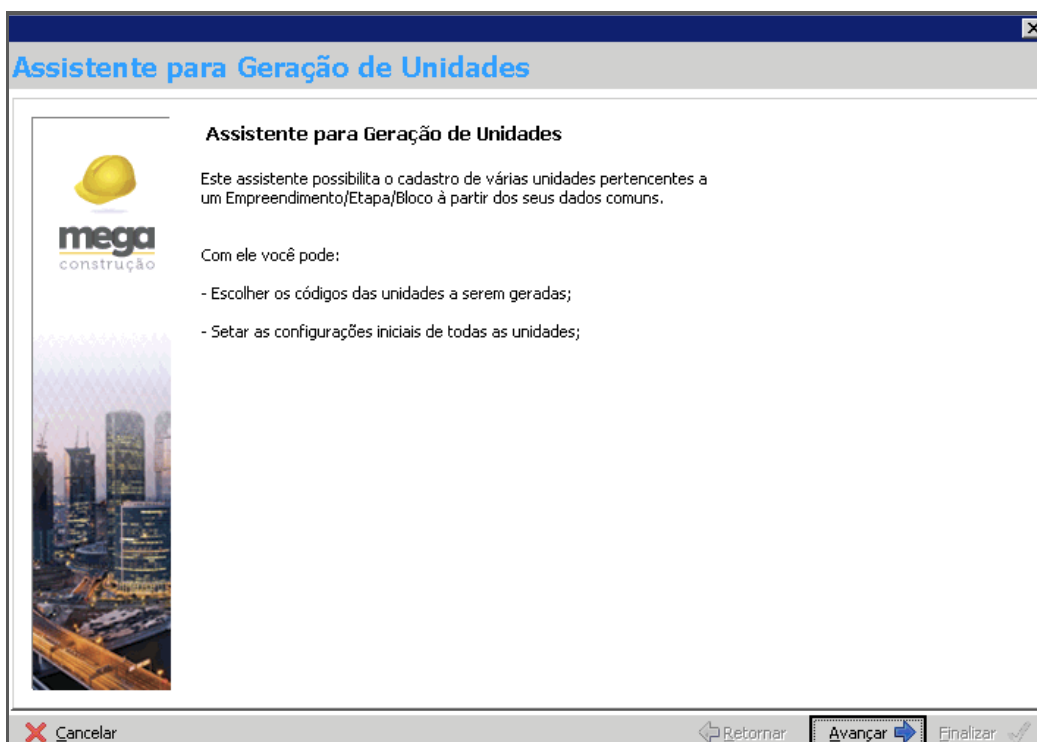 Assistente para Geração de Unidades
mega
construção
Assistente para Geração de Unidades
Este assistente possibilita o cadastro de várias unidades pertencentes a
um Empreendimento/Etapa/Bloco à partir dos seus dados comuns.
Com ele você pode:
- Escolher os códigos das unidades a serem geradas;
- Setar as configurações iniciais de todas as unidades;
Cancelar
Retornar
Avançar
Finalizar